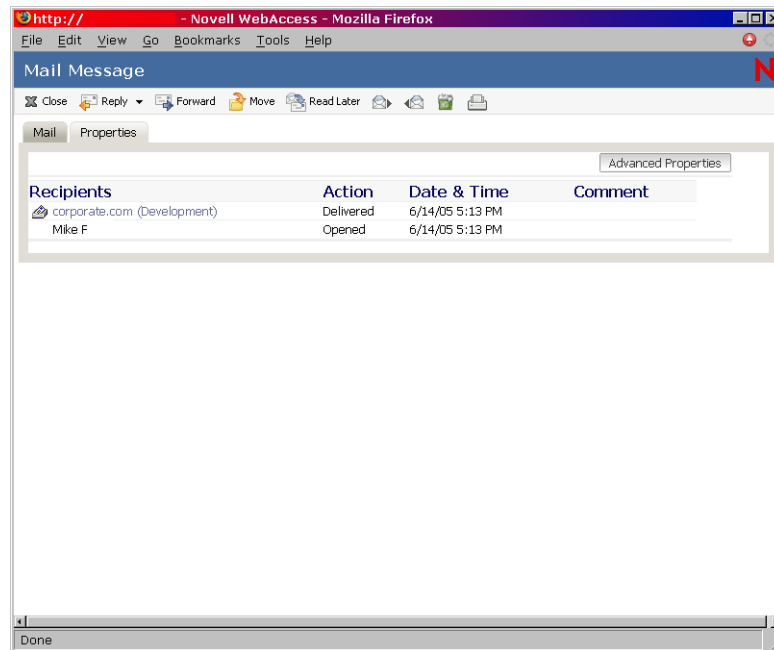 http:// - Novell WebAccess - Mozilla Firefox
File Edit View Go Bookmarks Tools Help
Mail Message N
Close Reply Forward Move Read Later
Mail Properties
Advanced Properties
Recipients Action Date & Time Comment
corporate.com (Development) Delivered 6/14/05 5:13 PM
Mike F Opened 6/14/05 5:13 PM
Done